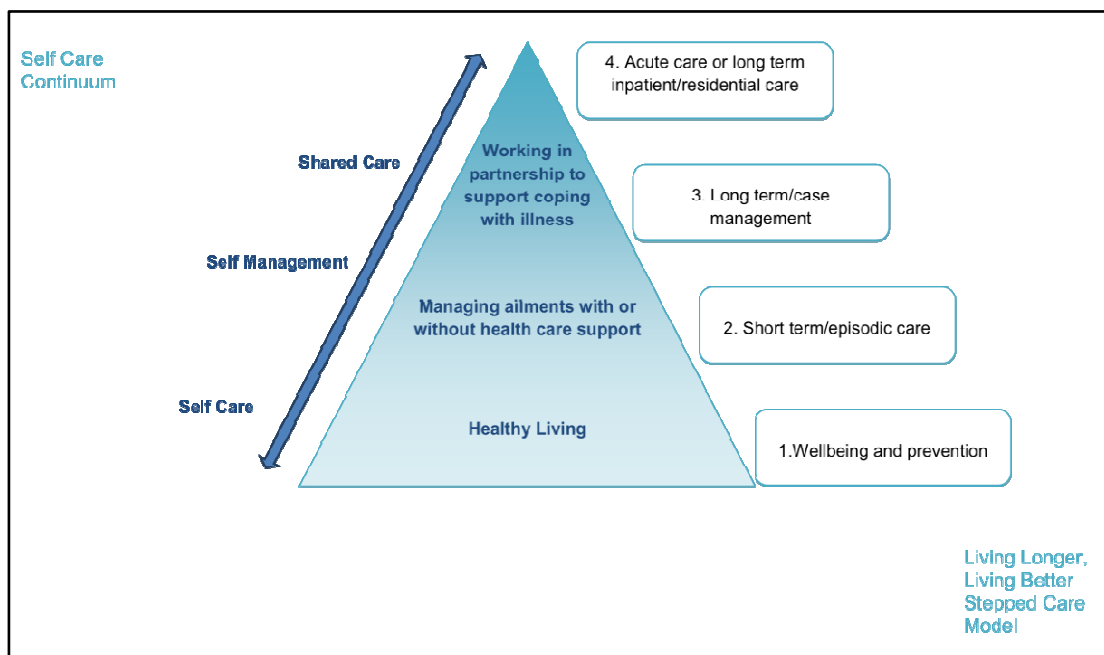 Self Care
Continuum
4. Acute care or long term
inpatient/residential care
Shared Care
Working in
partnership to
support coping
with illness
3. Long term/case
management
Self Management
Managing ailments with or
without health care support
2. Short term/episodic care
Self Care
Healthy Living
1.Wellbeing and prevention
Living Longer,
Living Better
Stepped Care
Model